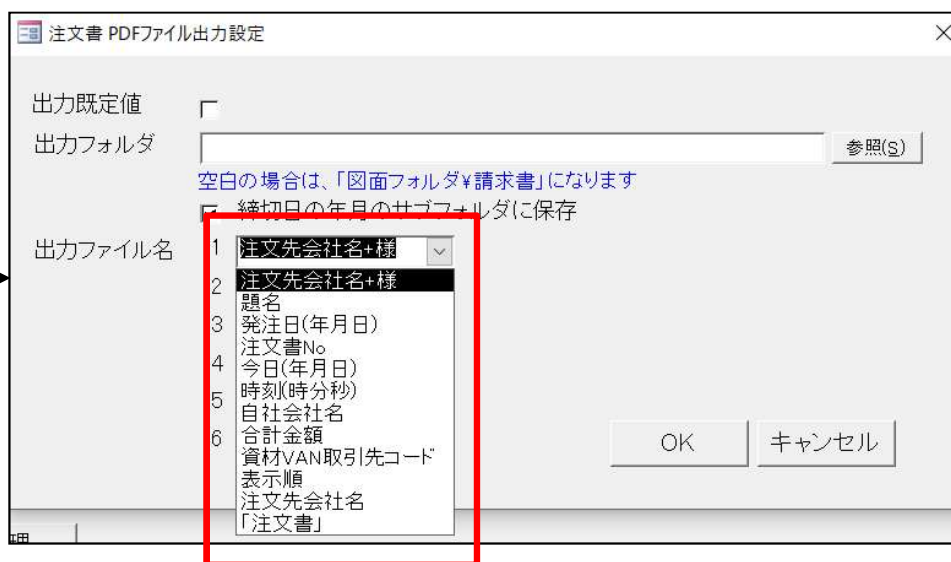 注文書 PDFファイル出力設定
出力既定値
出力フォルダ
参照(S)
空白の場合は、「図面フォルダ¥請求書」になります
締切日の年月のサブフォルダに保存
出力ファイル名
1 注文先会社名+様
2
3
4
5
6
注文先会社名+様
題名
発注日(年月日)
注文書No
今日(年月日)
時刻(時分秒)
自社会社名
合計金額
資材VAN取引先コード
表示順
注文先会社名
「注文書」
OK
キャンセル
理